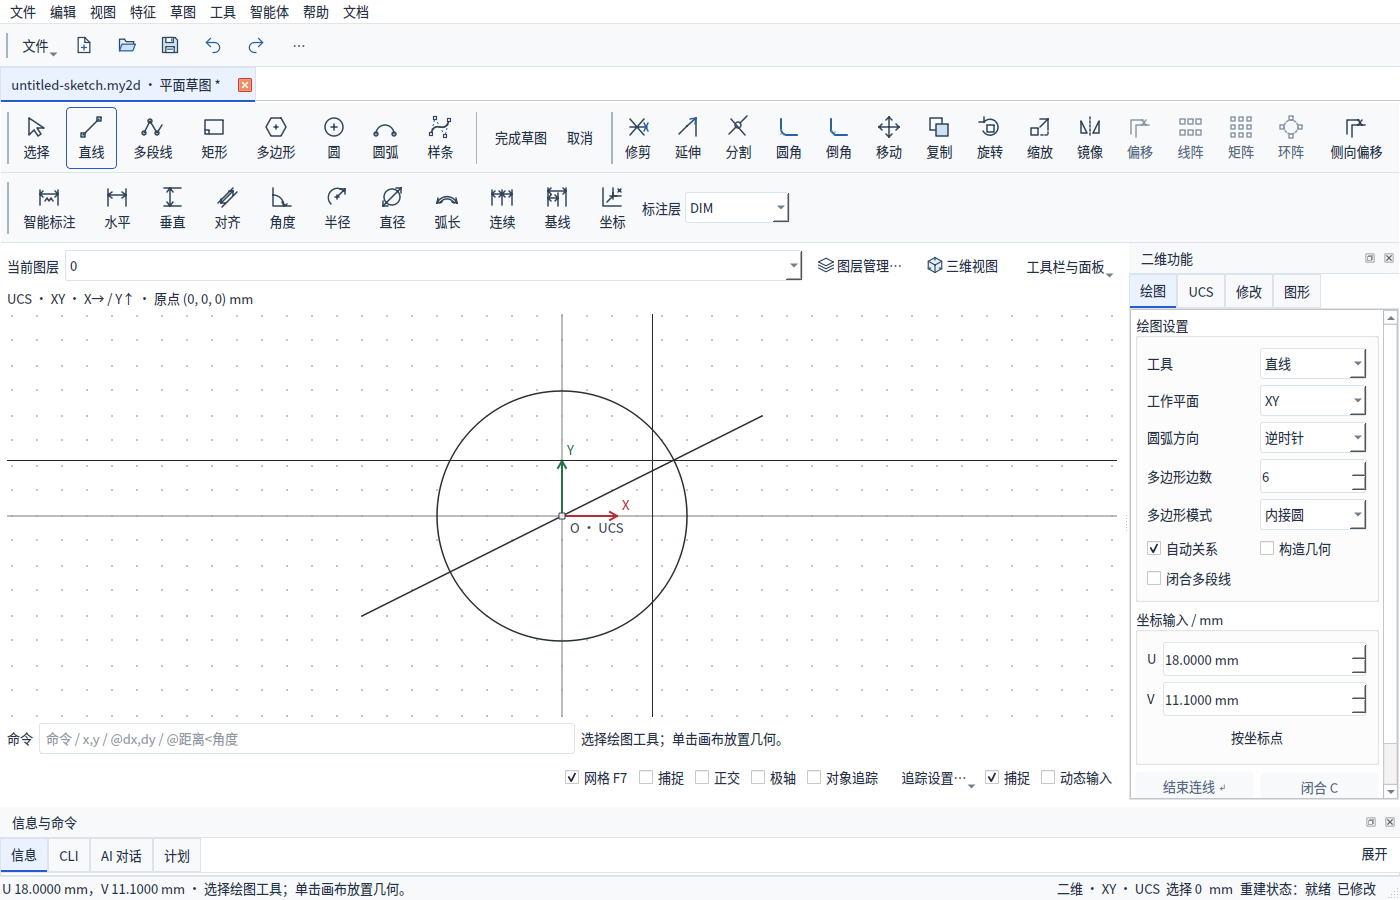 文件 编辑 视图 特征 草图 工具 智能体 帮助 文档
文件 ···
untitled-sketch.my2d · 平面草图 *
选择 直线 多段线 矩形 多边形 圆 圆弧 样条 完成草图 取消 修剪 延伸 分割 圆角 倒角 移动 复制 旋转 缩放 镜像 偏移 线阵 矩阵 环阵 侧向偏移
智能标注 水平 垂直 对齐 角度 半径 直径 弧长 连续 基线 坐标 标注层 DIM
当前图层 0 图层管理··· 三维视图 工具栏与面板
UCS · XY · X→ / Y↑ · 原点 (0, 0, 0) mm
Y
X
O · UCS
命令 命令 / x,y / @dx,dy / @距离<角度 选择绘图工具；单击画布放置几何。
网格 F7 捕捉 正交 极轴 对象追踪 追踪设置··· 捕捉 动态输入
二维功能
绘图 UCS 修改 图形
绘图设置
工具 直线
工作平面 XY
圆弧方向 逆时针
多边形边数 6
多边形模式 内接圆
自动关系 构造几何
闭合多段线
坐标输入 / mm
U 18.0000 mm
V 11.1000 mm
按坐标点
结束连线 ↲ 闭合 C
信息与命令
信息 CLI AI 对话 计划 展开
U 18.0000 mm，V 11.1000 mm · 选择绘图工具；单击画布放置几何。 二维 · XY · UCS 选择 0 mm 重建状态：就绪 已修改